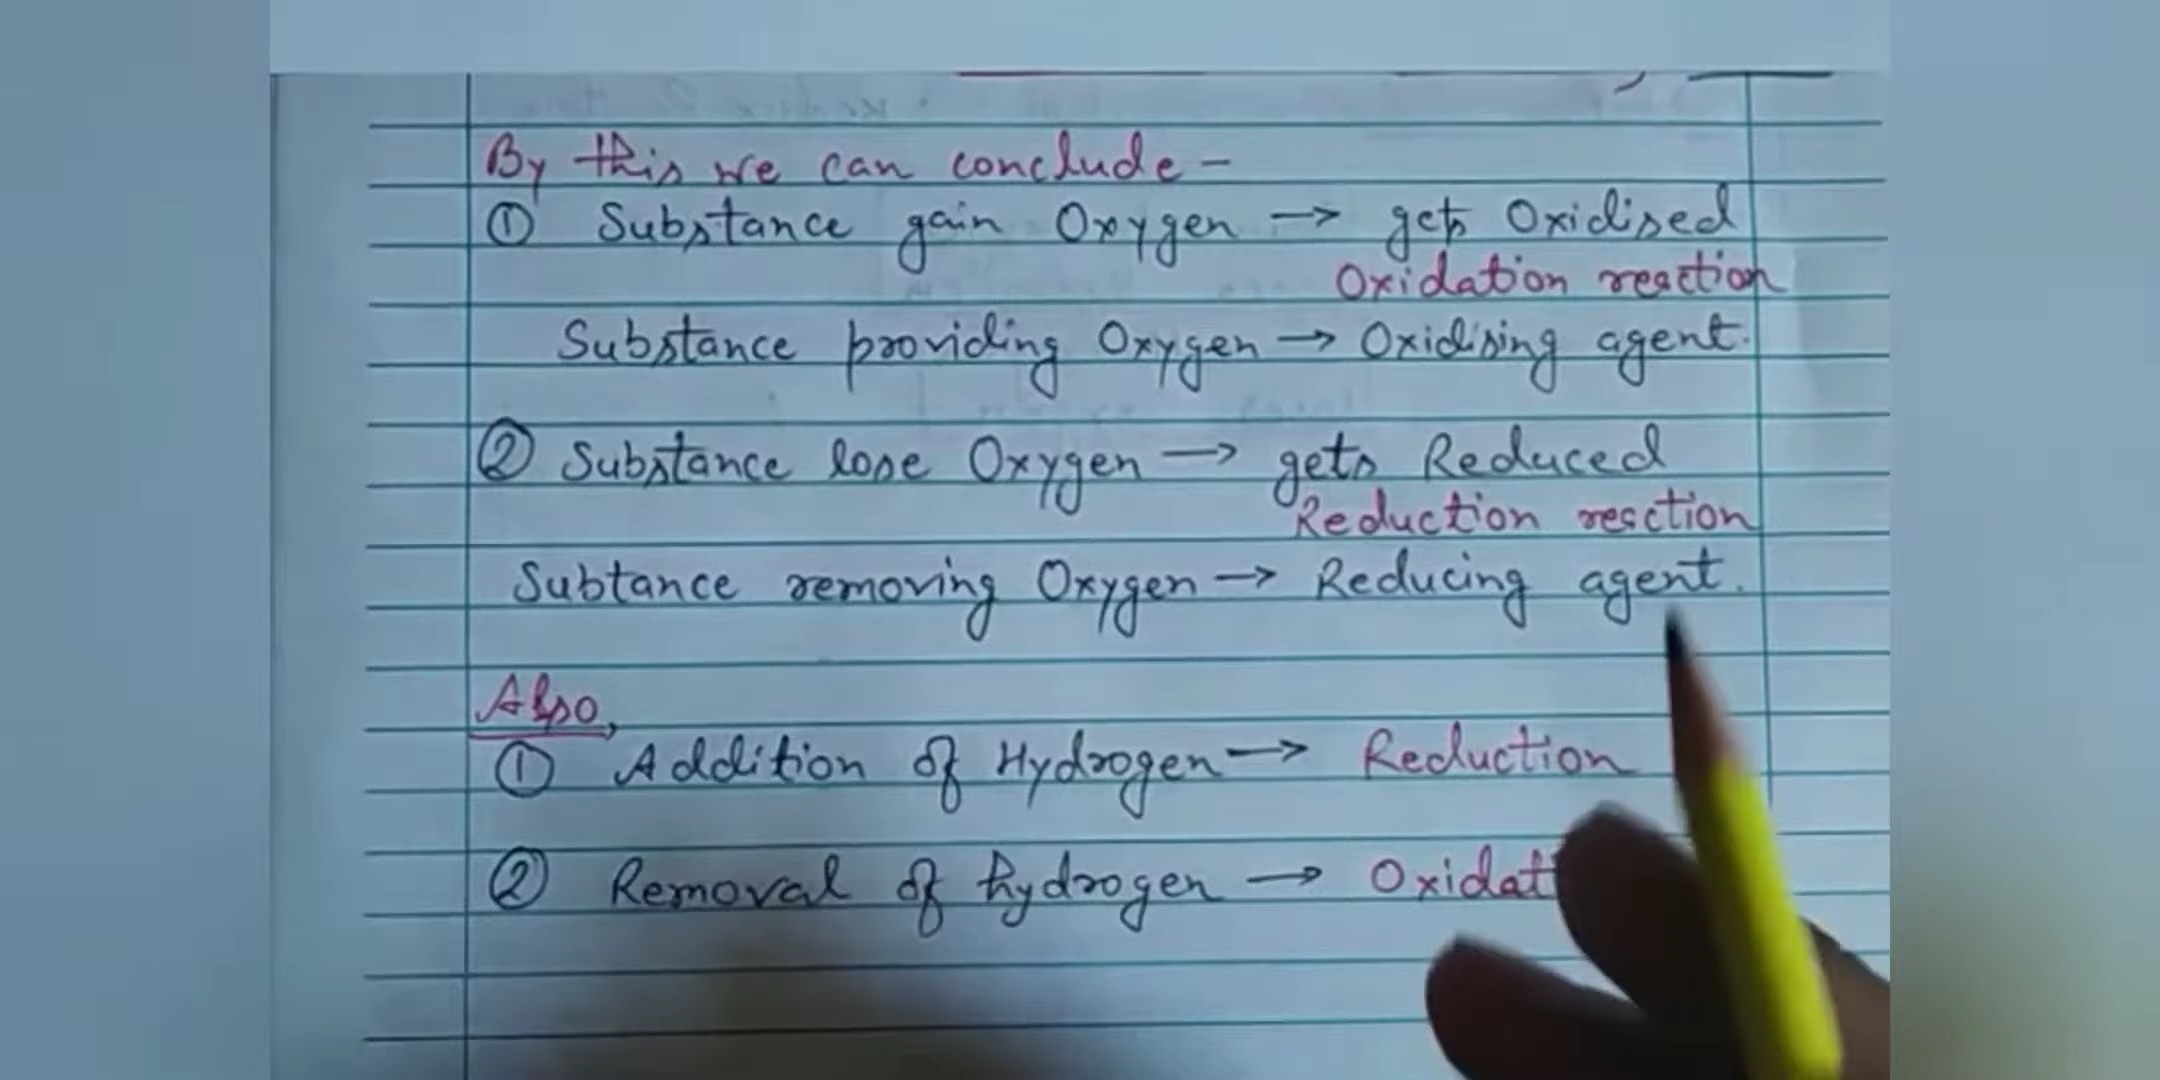 By this we can conclude -
① Substance gain Oxygen → gets Oxidised
Oxidation reaction
Substance providing Oxygen → Oxidising agent.
② Substance lose Oxygen → gets Reduced
Reduction reaction
Subtance removing Oxygen → Reducing agent.
Also,
① Addition of Hydrogen → Reduction
② Removal of hydrogen → Oxidat